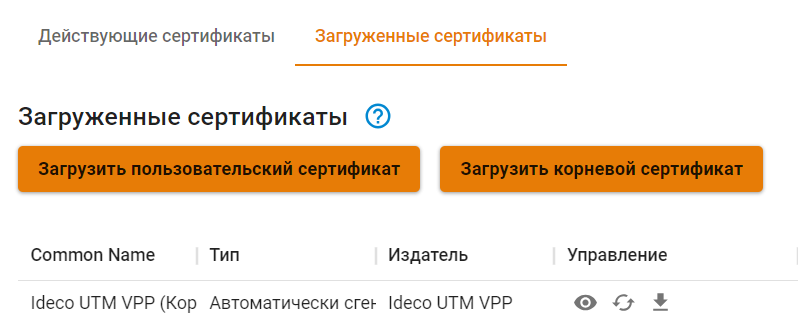 Действующие сертификаты Загруженные сертификаты
Загруженные сертификаты ?
Загрузить пользовательский сертификат Загрузить корневой сертификат
Common Name Тип Издатель Управление
Ideco UTM VPP (Кор Автоматически сген Ideco UTM VPP